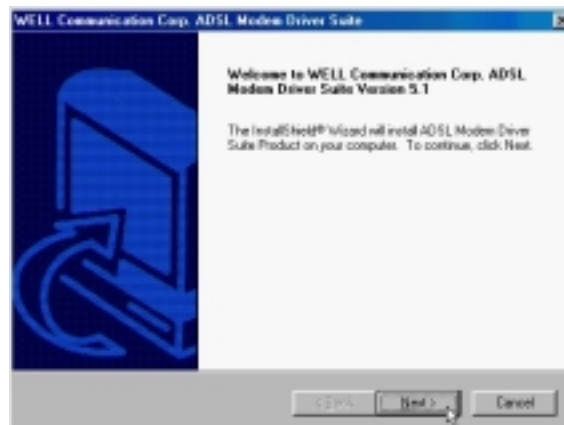 WELL Communication Corp. ADSL Modem Driver Suite
Welcome to WELL Communication Corp. ADSL
Modem Driver Suite Version 5.1
The InstallShield® Wizard will install ADSL Modem Driver
Suite Product on your computer. To continue, click Next.
< Back
Next >
Cancel